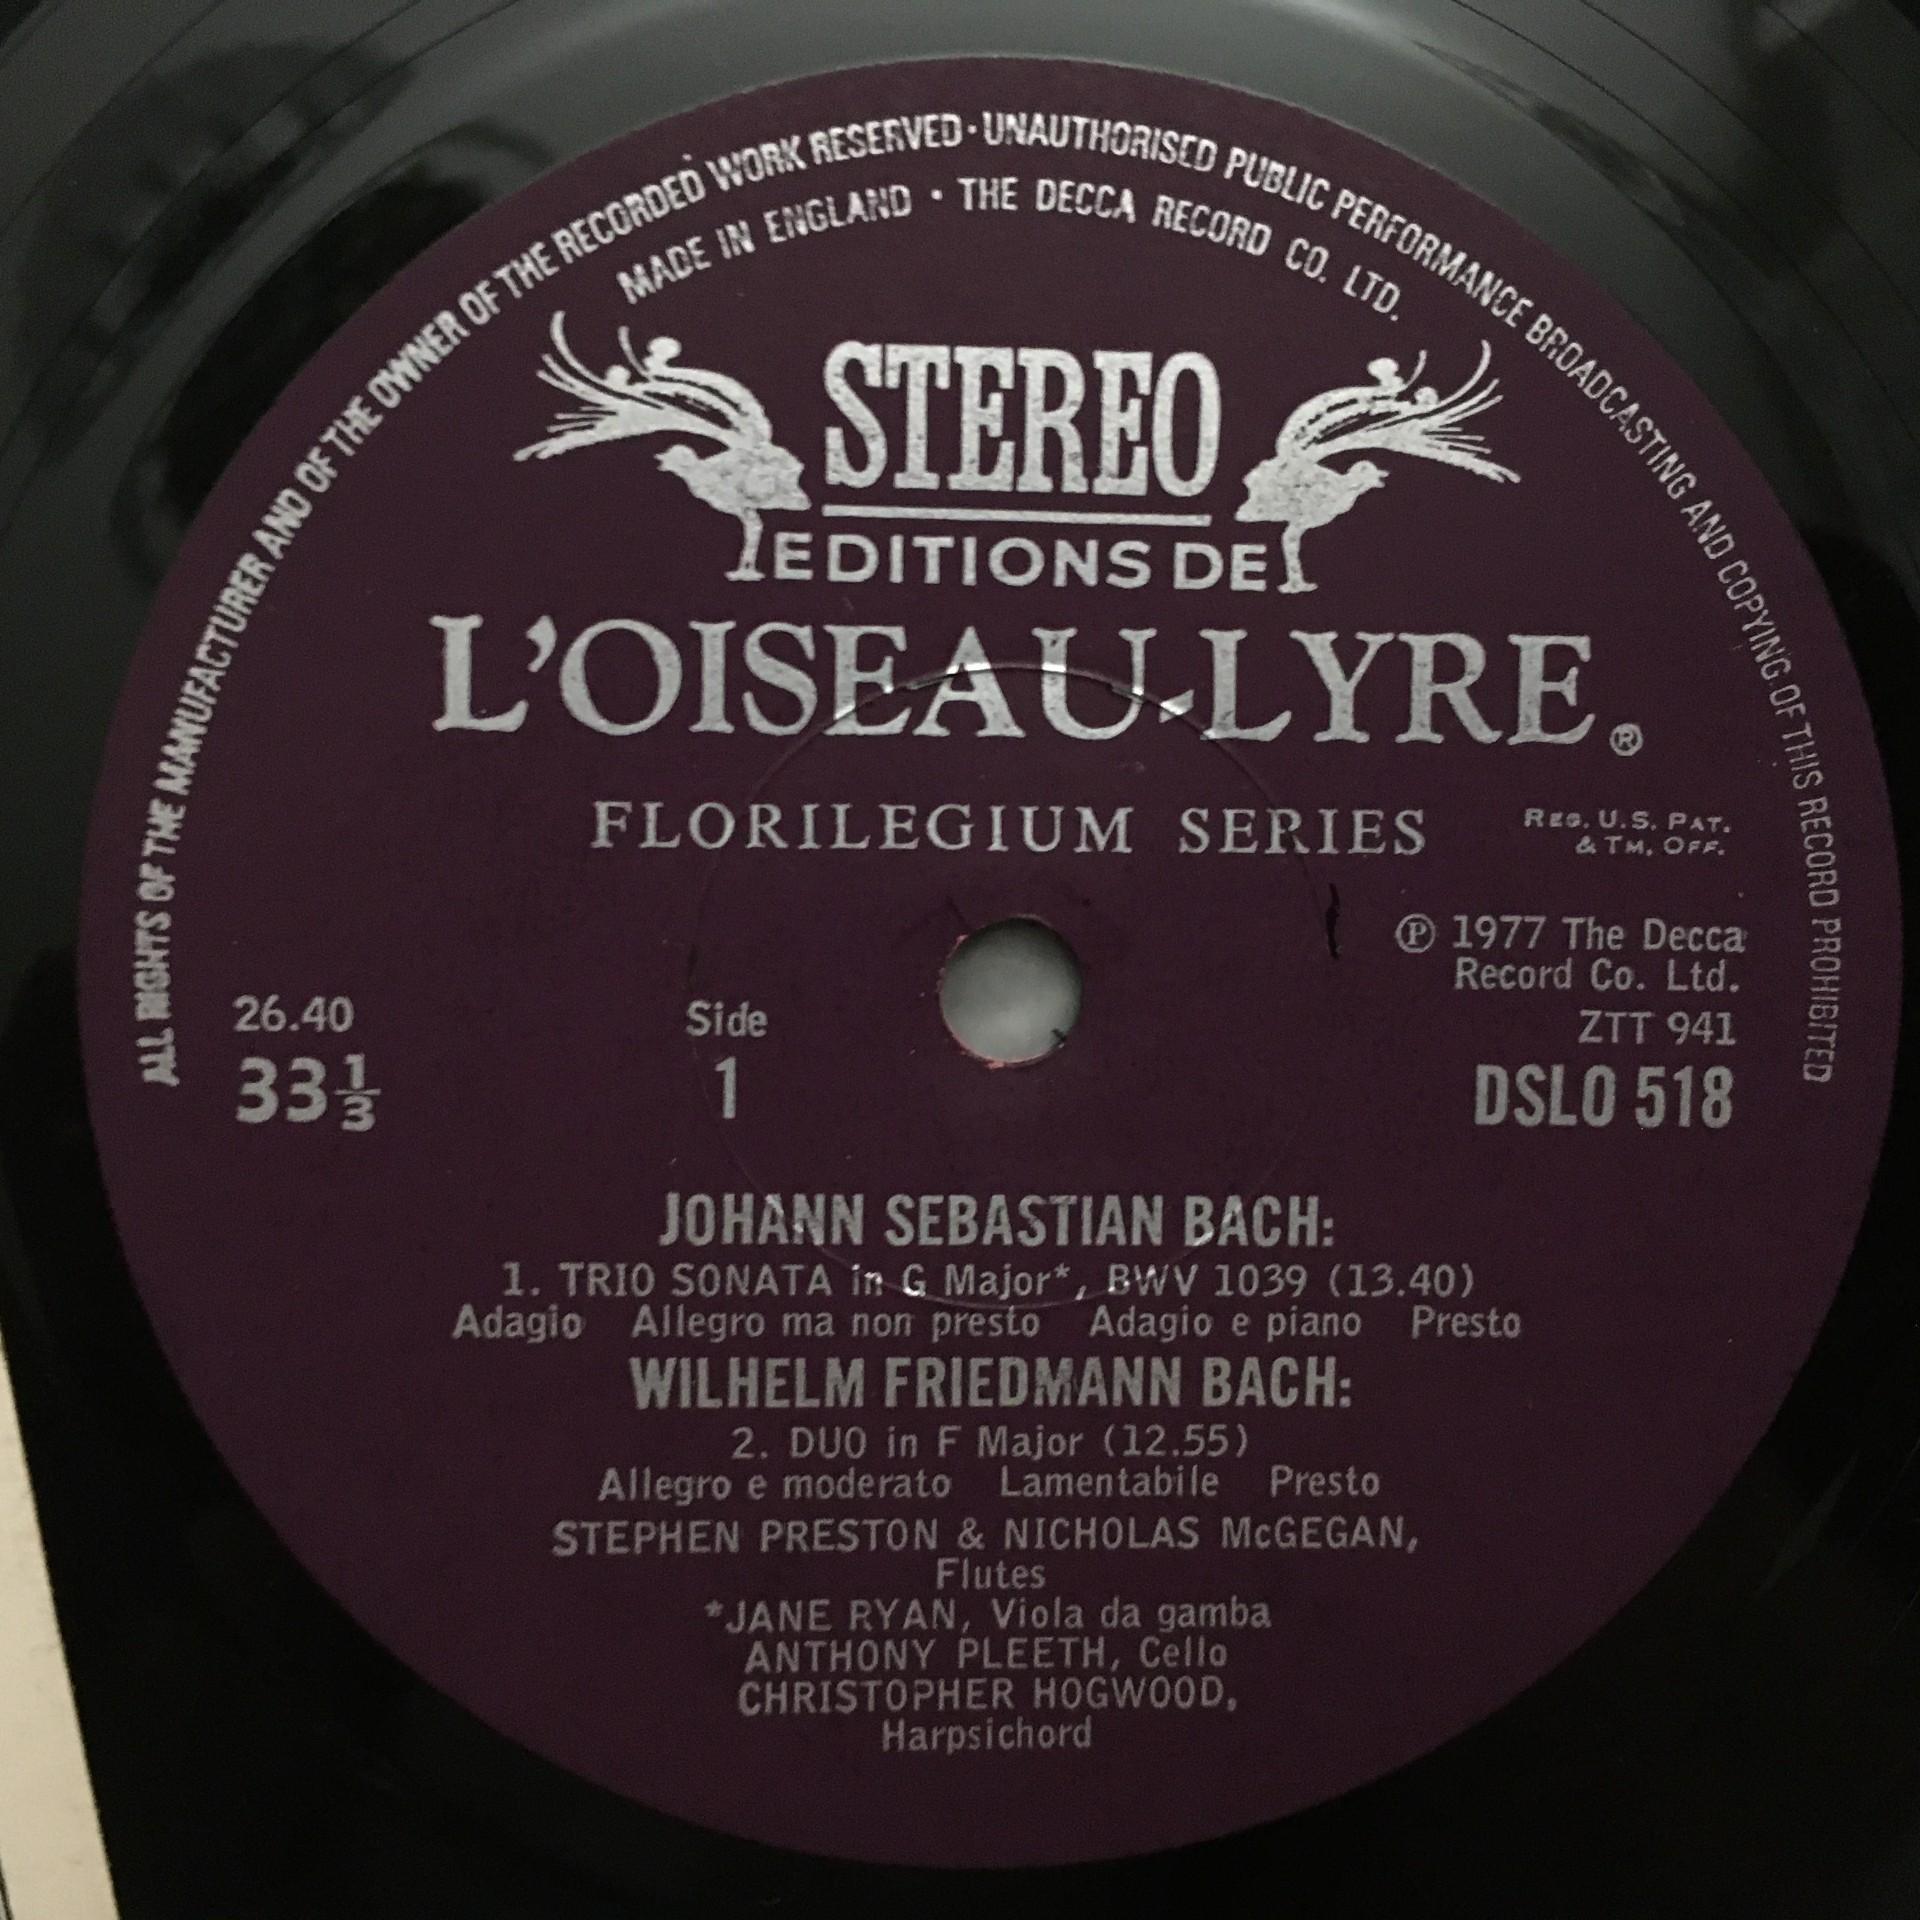 ALL RIGHTS OF THE MANUFACTURER AND OF THE OWNER OF THE RECORDED WORK RESERVED · UNAUTHORISED PUBLIC PERFORMANCE BROADCASTING AND COPYING OF THIS RECORD PROHIBITED
MADE IN ENGLAND · THE DECCA RECORD CO. LTD.
STEREO
EDITIONS DE
L'OISEAU-LYRE ®
FLORILEGIUM SERIES
REG. U.S. PAT.
& TM. OFF.
Ⓟ 1977 The Decca
Record Co. Ltd.
26.40
Side
ZTT 941
33⅓
1
DSLO 518
JOHANN SEBASTIAN BACH:
1. TRIO SONATA in G Major*, BWV 1039 (13.40)
Adagio Allegro ma non presto Adagio e piano Presto
WILHELM FRIEDMANN BACH:
2. DUO in F Major (12.55)
Allegro e moderato Lamentabile Presto
STEPHEN PRESTON & NICHOLAS McGEGAN,
Flutes
*JANE RYAN, Viola da gamba
ANTHONY PLEETH, Cello
CHRISTOPHER HOGWOOD,
Harpsichord